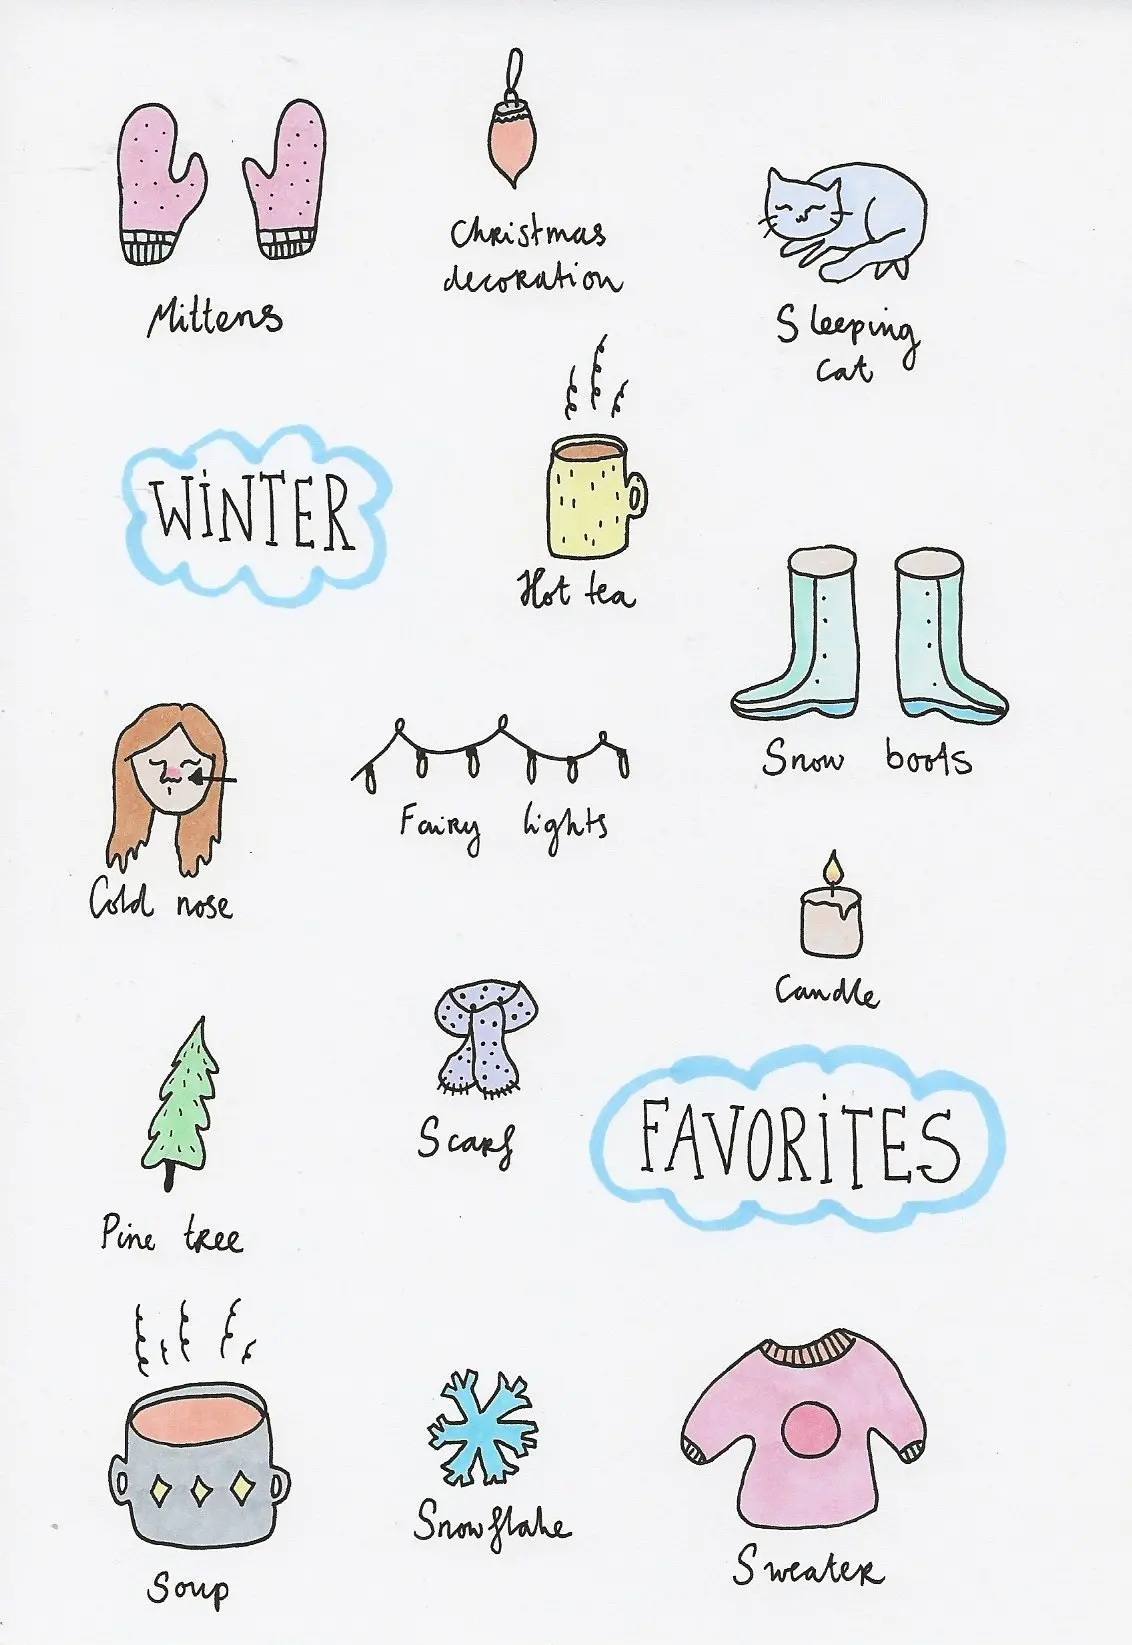 Christmas
decoration
Mittens
Sleeping
cat
WINTER
Hot tea
Snow boots
Fairy lights
Cold nose
Candle
Scarf
FAVORITES
Pine tree
Snowflake
Sweater
Soup